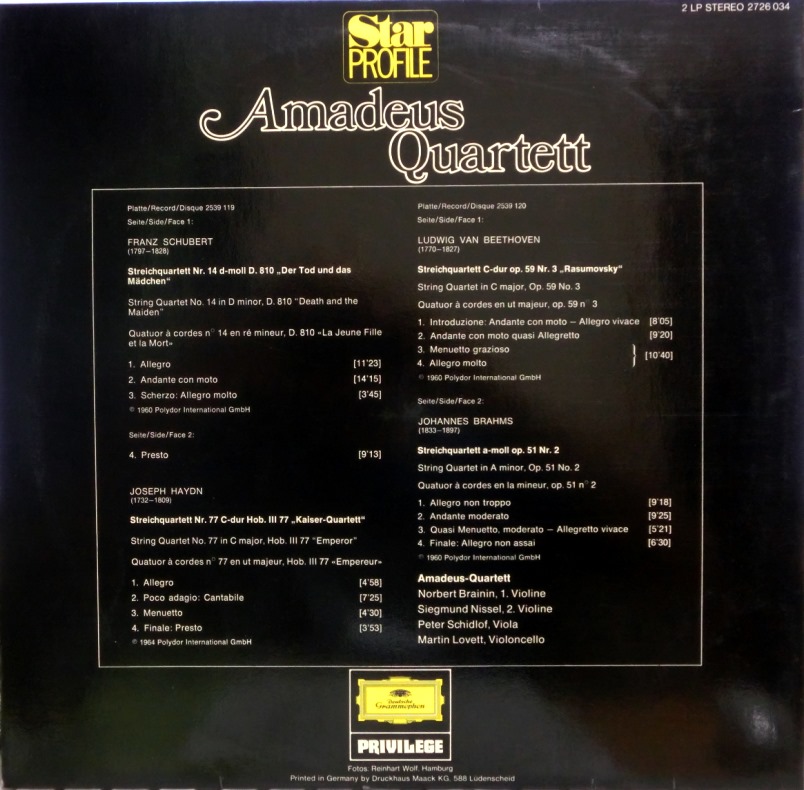 2 LP STEREO 2726 034
Star
PROFILE
Amadeus
Quartett
Platte/Record/Disque 2539 119
Seite/Side/Face 1:
FRANZ SCHUBERT
(1797–1828)
Streichquartett Nr. 14 d-moll D. 810 „Der Tod und das
Mädchen“
String Quartet No. 14 in D minor, D. 810 “Death and the
Maiden”
Quatuor à cordes n° 14 en ré mineur, D. 810 «La Jeune Fille
et la Mort»
1. Allegro [11'23]
2. Andante con moto [14'15]
3. Scherzo: Allegro molto [3'45]
℗ 1960 Polydor International GmbH
Seite/Side/Face 2:
4. Presto [9'13]
JOSEPH HAYDN
(1732–1809)
Streichquartett Nr. 77 C-dur Hob. III 77 „Kaiser-Quartett“
String Quartet No. 77 in C major, Hob. III 77 “Emperor”
Quatuor à cordes n° 77 en ut majeur, Hob. III 77 «Empereur»
1. Allegro [4'58]
2. Poco adagio: Cantabile [7'25]
3. Menuetto [4'30]
4. Finale: Presto [3'53]
℗ 1964 Polydor International GmbH
Platte/Record/Disque 2539 120
Seite/Side/Face 1:
LUDWIG VAN BEETHOVEN
(1770–1827)
Streichquartett C-dur op. 59 Nr. 3 „Rasumovsky“
String Quartet in C major, Op. 59 No. 3
Quatuor à cordes en ut majeur, op. 59 n° 3
1. Introduzione: Andante con moto – Allegro vivace [8'05]
2. Andante con moto quasi Allegretto [9'20]
3. Menuetto grazioso
4. Allegro molto } [10'40]
℗ 1960 Polydor International GmbH
Seite/Side/Face 2:
JOHANNES BRAHMS
(1833–1897)
Streichquartett a-moll op. 51 Nr. 2
String Quartet in A minor, Op. 51 No. 2
Quatuor à cordes en la mineur, op. 51 n° 2
1. Allegro non troppo [9'18]
2. Andante moderato [9'25]
3. Quasi Menuetto, moderato – Allegretto vivace [5'21]
4. Finale: Allegro non assai [6'30]
℗ 1960 Polydor International GmbH
Amadeus-Quartett
Norbert Brainin, 1. Violine
Siegmund Nissel, 2. Violine
Peter Schidlof, Viola
Martin Lovett, Violoncello
Deutsche
Grammophon
PRIVILEGE
Fotos: Reinhart Wolf, Hamburg
Printed in Germany by Druckhaus Maack KG, 588 Lüdenscheid